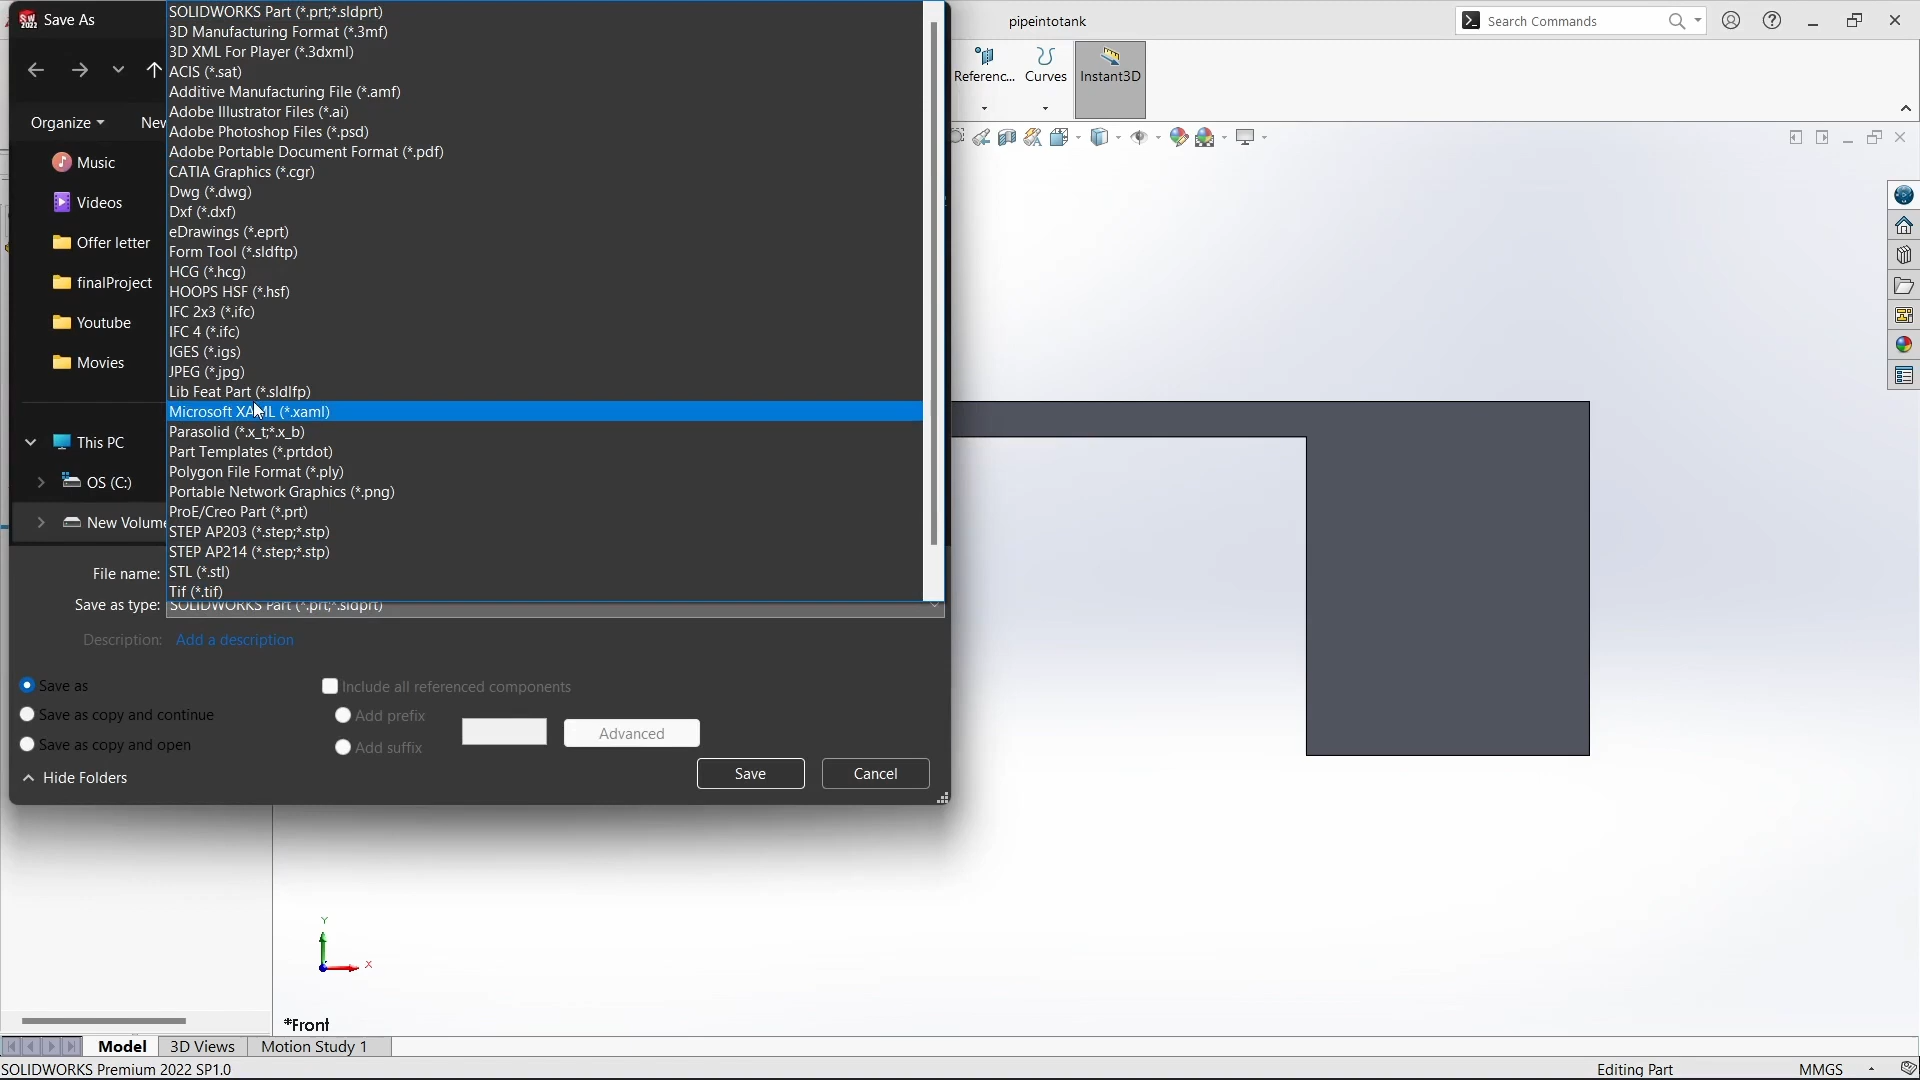 Save As
pipeintotank
Search Commands
Organize
New
Music
Videos
Offer letter
finalProject
Youtube
Movies
This PC
OS (C:)
New Volume
SOLIDWORKS Part (*.prt;*.sldprt)
3D Manufacturing Format (*.3mf)
3D XML For Player (*.3dxml)
ACIS (*.sat)
Additive Manufacturing File (*.amf)
Adobe Illustrator Files (*.ai)
Adobe Photoshop Files (*.psd)
Adobe Portable Document Format (*.pdf)
CATIA Graphics (*.cgr)
Dwg (*.dwg)
Dxf (*.dxf)
eDrawings (*.eprt)
Form Tool (*.sldftp)
HCG (*.hcg)
HOOPS HSF (*.hsf)
IFC 2x3 (*.ifc)
IFC 4 (*.ifc)
IGES (*.igs)
JPEG (*.jpg)
Lib Feat Part (*.sldlfp)
Microsoft XAML (*.xaml)
Parasolid (*.x_t;*.x_b)
Part Templates (*.prtdot)
Polygon File Format (*.ply)
Portable Network Graphics (*.png)
ProE/Creo Part (*.prt)
STEP AP203 (*.step;*.stp)
STEP AP214 (*.step;*.stp)
STL (*.stl)
Tif (*.tif)
File name:
Save as type: SOLIDWORKS Part (*.prt;*.sldprt)
Description: Add a description
Save as
Save as copy and continue
Save as copy and open
Include all referenced components
Add prefix
Add suffix
Advanced
Hide Folders
Save
Cancel
Referenc...
Curves
Instant3D
Y
X
*Front
Model
3D Views
Motion Study 1
SOLIDWORKS Premium 2022 SP1.0
Editing Part
MMGS